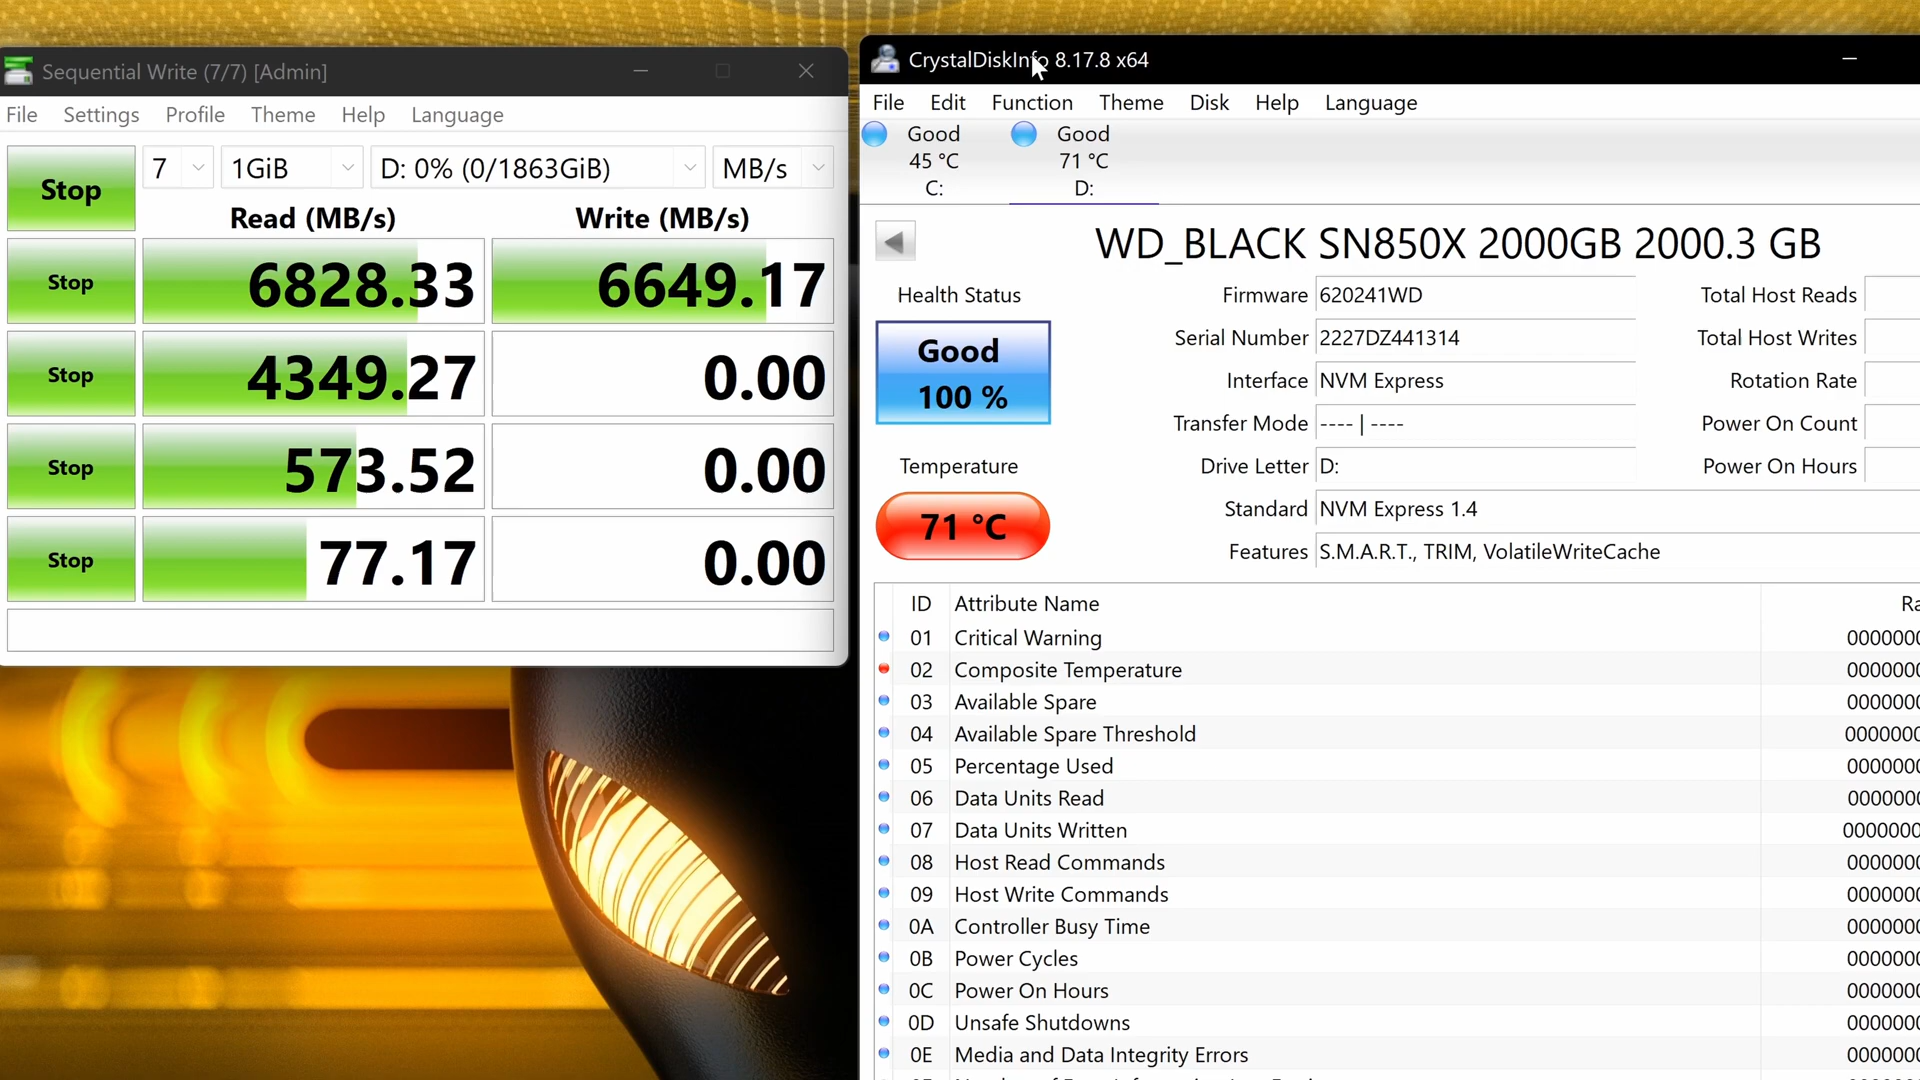 Sequential Write (7/7) [Admin]
File Settings Profile Theme Help Language
Stop 7 1GiB D: 0% (0/1863GiB) MB/s
Read (MB/s) Write (MB/s)
Stop 6828.33 6649.17
Stop 4349.27 0.00
Stop 573.52 0.00
Stop 77.17 0.00
CrystalDiskInfo 8.17.8 x64
File Edit Function Theme Disk Help Language
Good Good
45 °C 71 °C
C: D:
WD_BLACK SN850X 2000GB 2000.3 GB
Health Status
Good
100 %
Temperature
71 °C
Firmware 620241WD
Serial Number 2227DZ441314
Interface NVM Express
Transfer Mode ---- | ----
Drive Letter D:
Standard NVM Express 1.4
Features S.M.A.R.T., TRIM, VolatileWriteCache
Total Host Reads
Total Host Writes
Rotation Rate
Power On Count
Power On Hours
ID Attribute Name
01 Critical Warning
02 Composite Temperature
03 Available Spare
04 Available Spare Threshold
05 Percentage Used
06 Data Units Read
07 Data Units Written
08 Host Read Commands
09 Host Write Commands
0A Controller Busy Time
0B Power Cycles
0C Power On Hours
0D Unsafe Shutdowns
0E Media and Data Integrity Errors